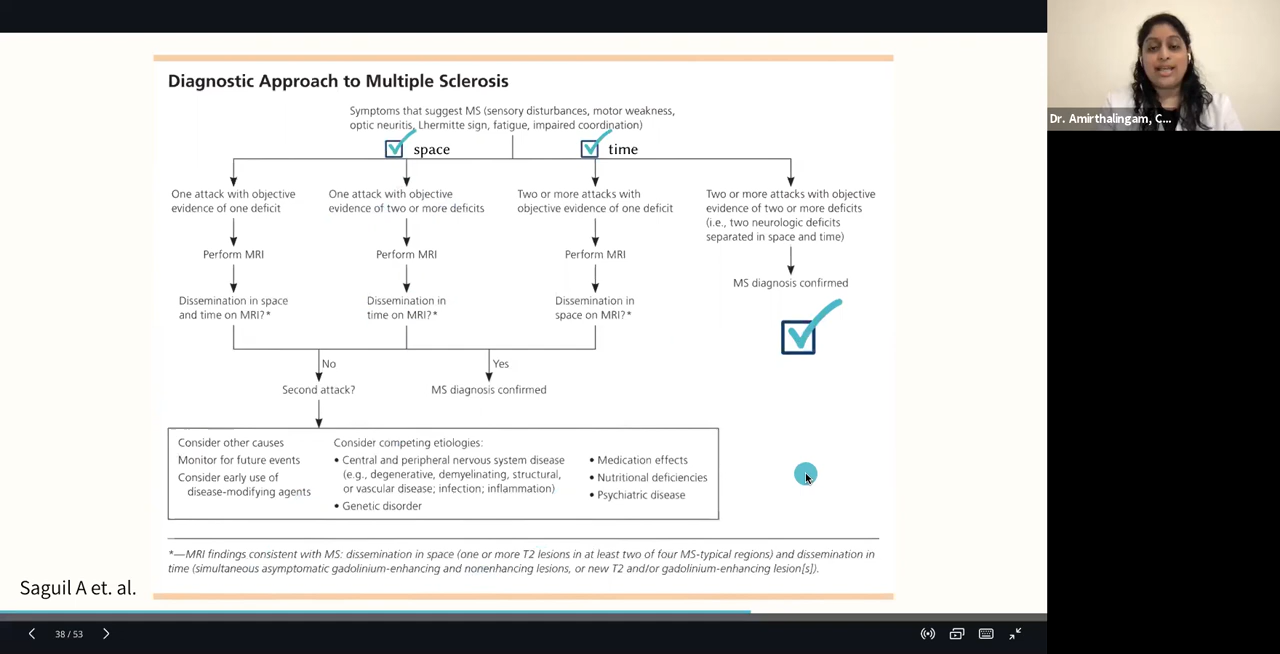 Diagnostic Approach to Multiple Sclerosis
Symptoms that suggest MS (sensory disturbances, motor weakness,
optic neuritis, Lhermitte sign, fatigue, impaired coordination)
space
time
One attack with objective
evidence of one deficit
Perform MRI
Dissemination in space
and time on MRI?*
One attack with objective
evidence of two or more deficits
Perform MRI
Dissemination in
time on MRI?*
Two or more attacks with
objective evidence of one deficit
Perform MRI
Dissemination in
space on MRI?*
Two or more attacks with objective
evidence of two or more deficits
(i.e., two neurologic deficits
separated in space and time)
MS diagnosis confirmed
No
Second attack?
Yes
MS diagnosis confirmed
Consider other causes
Monitor for future events
Consider early use of
disease-modifying agents
Consider competing etiologies:
• Central and peripheral nervous system disease
(e.g., degenerative, demyelinating, structural,
or vascular disease; infection; inflammation)
• Genetic disorder
• Medication effects
• Nutritional deficiencies
• Psychiatric disease
*—MRI findings consistent with MS: dissemination in space (one or more T2 lesions in at least two of four MS-typical regions) and dissemination in
time (simultaneous asymptomatic gadolinium-enhancing and nonenhancing lesions, or new T2 and/or gadolinium-enhancing lesion[s]).
Saguil A et. al.
38 / 53
Dr. Amirthalingam, C...